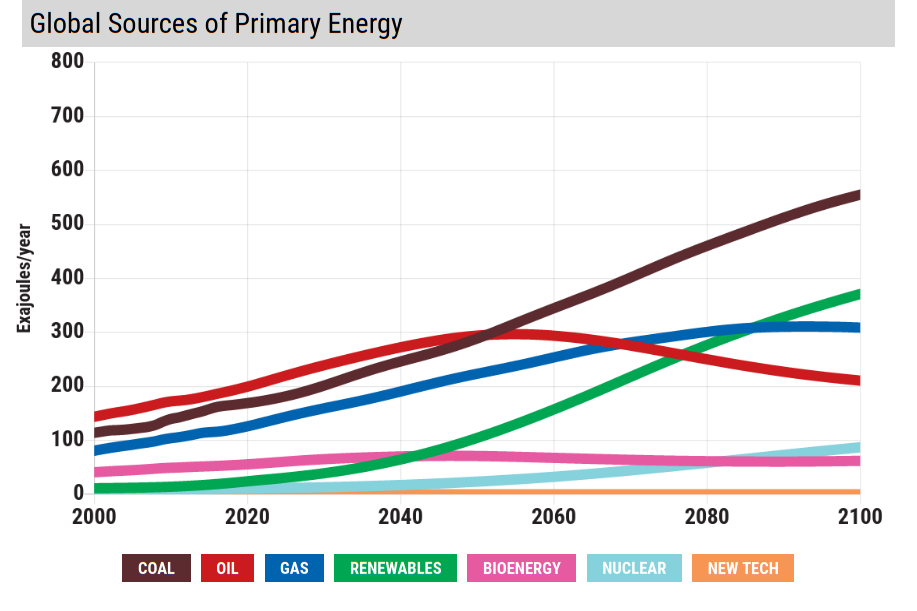 Global Sources of Primary Energy
800
700
600
500
400
300
200
100
0
Exajoules/year
2000 2020 2040 2060 2080 2100
COAL OIL GAS RENEWABLES BIOENERGY NUCLEAR NEW TECH